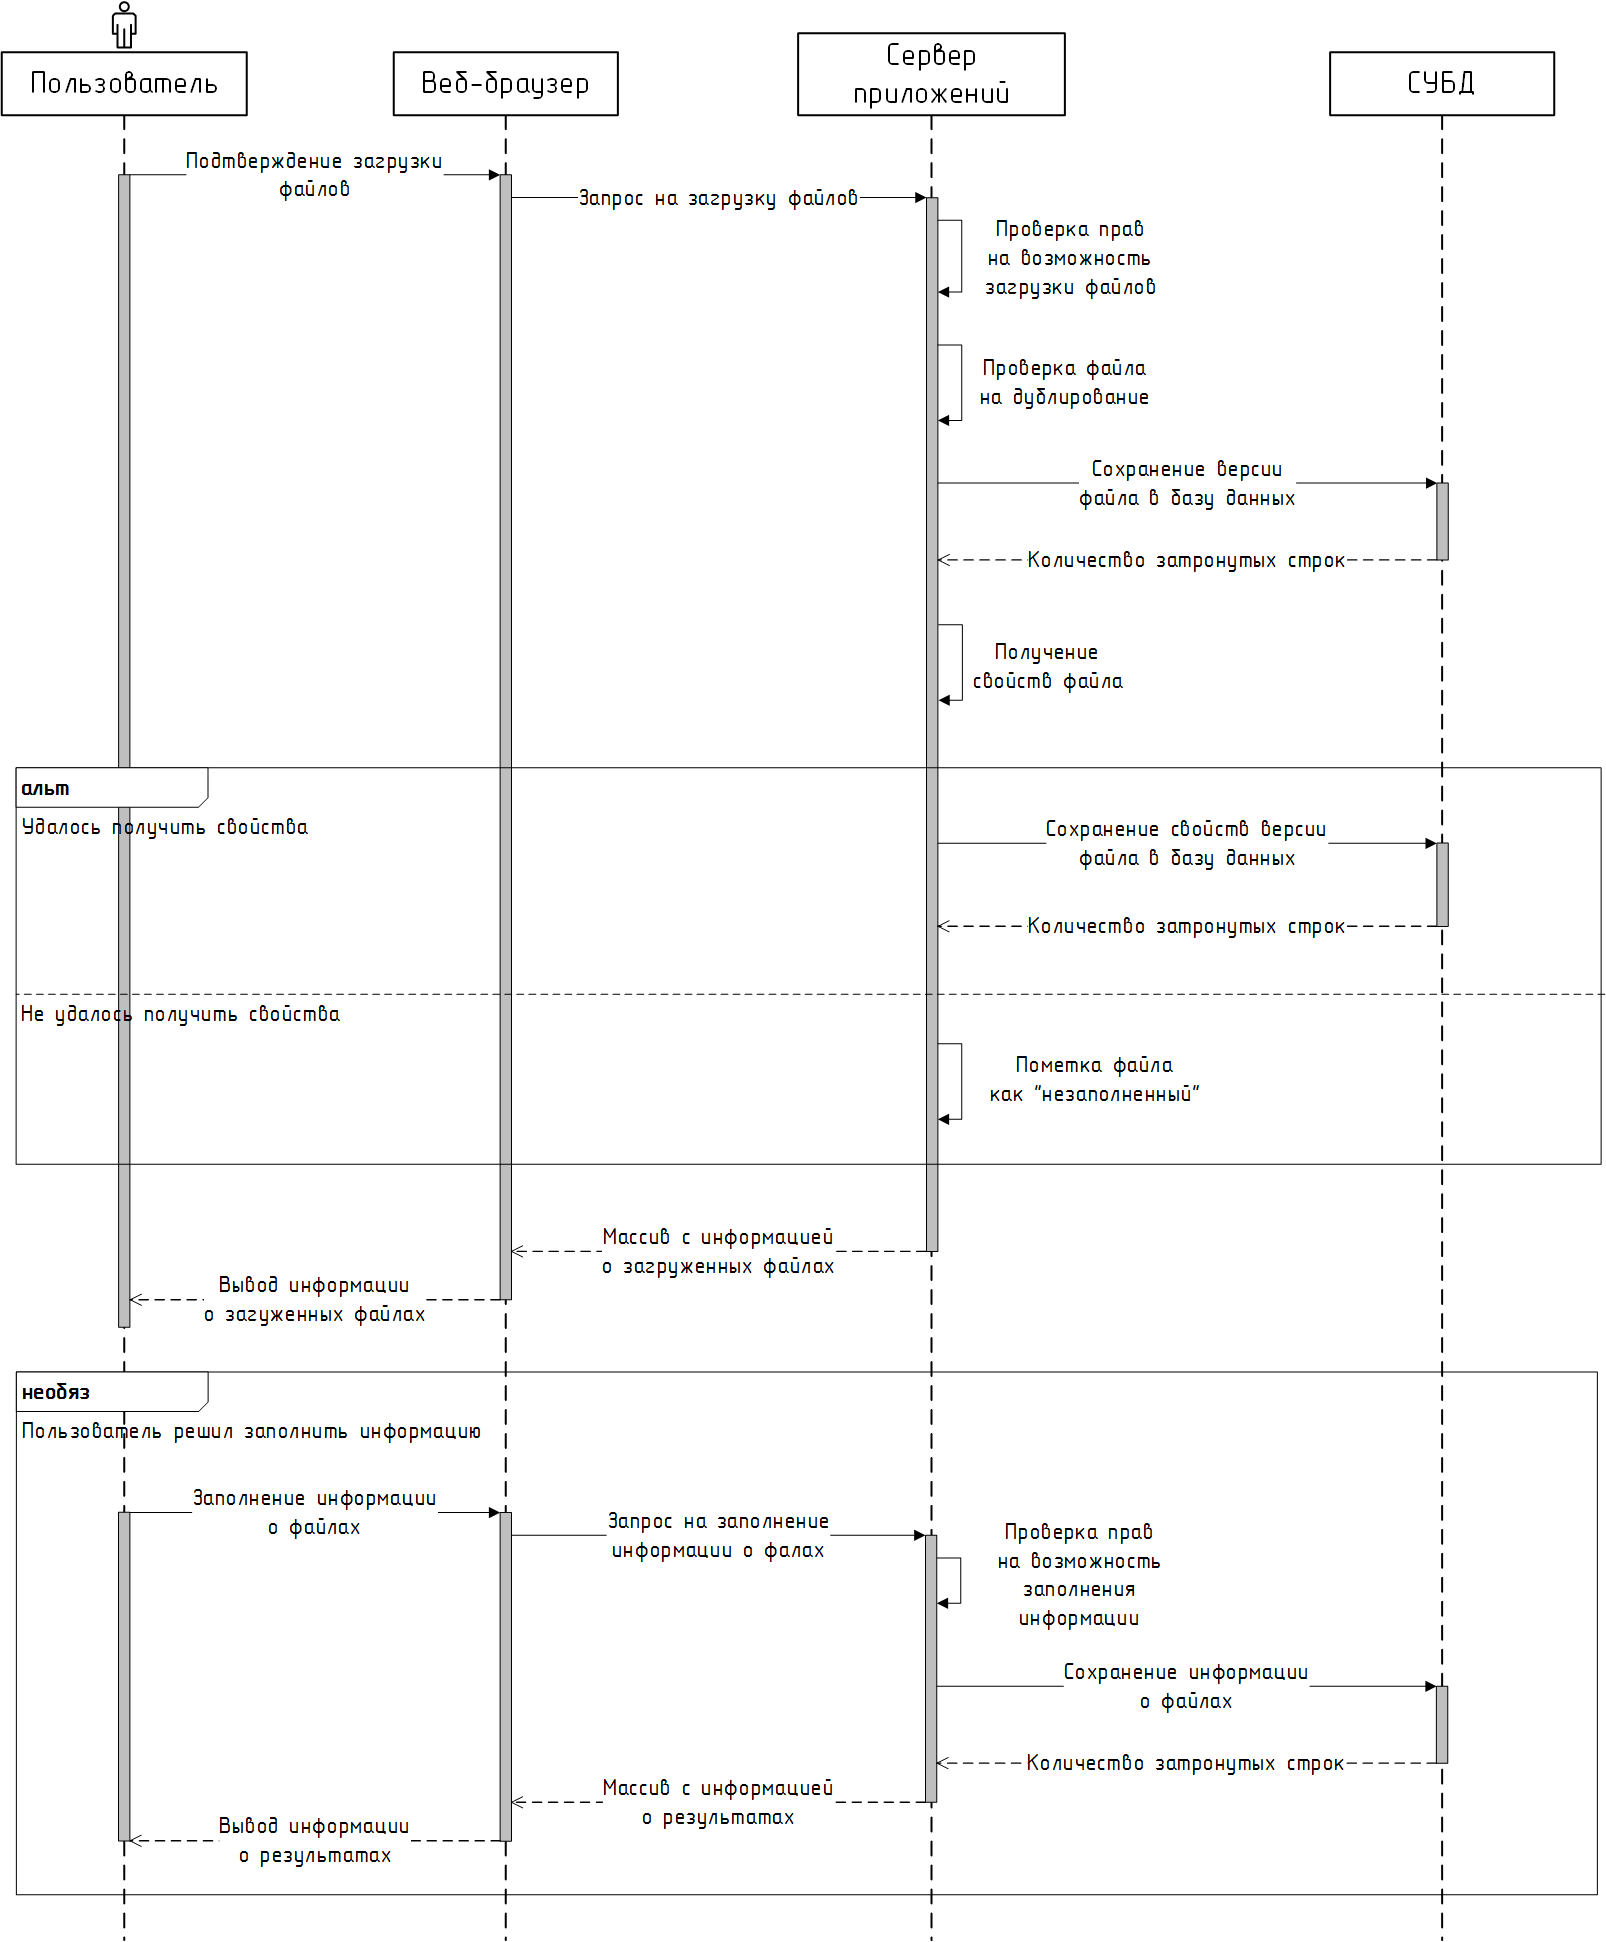 Пользователь
Веб-браузер
Сервер
приложений
СУБД
Подтверждение загрузки
файлов
Запрос на загрузку файлов
Проверка прав
на возможность
загрузки файлов
Проверка файла
на дублирование
Сохранение версии
файла в базу данных
Количество затронутых строк
Получение
свойств файла
альт
Удалось получить свойства
Сохранение свойств версии
файла в базу данных
Количество затронутых строк
Не удалось получить свойства
Пометка файла
как "незаполненный"
Массив с информацией
о загруженных файлах
Вывод информации
о загуженных файлах
необяз
Пользователь решил заполнить информацию
Заполнение информации
о файлах
Запрос на заполнение
информации о фалах
Проверка прав
на возможность
заполнения
информации
Сохранение информации
о файлах
Количество затронутых строк
Массив с информацией
о результатах
Вывод информации
о результатах